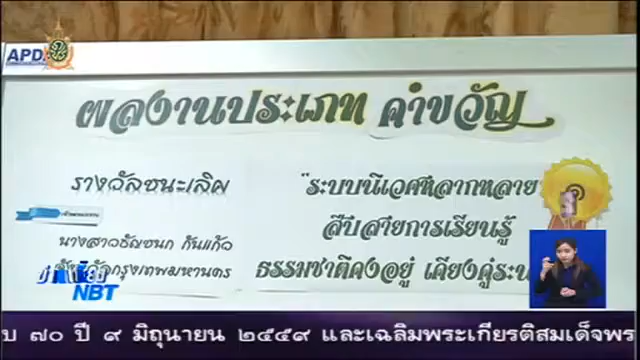 APD
ผลงานประเภท คำขวัญ
รางวัลชนะเลิศ
"ระบบนิเวศหลากหลาย
สืบสายการเรียนรู้
นางสาวธัญชนก กันแก้ว
กรุงเทพมหานคร
ธรรมชาติคงอยู่ เคียงคู่
NBT
๗๐ ปี ๙ มิถุนายน ๒๕๕๙ และเฉลิมพระเกียรติสมเด็จพร